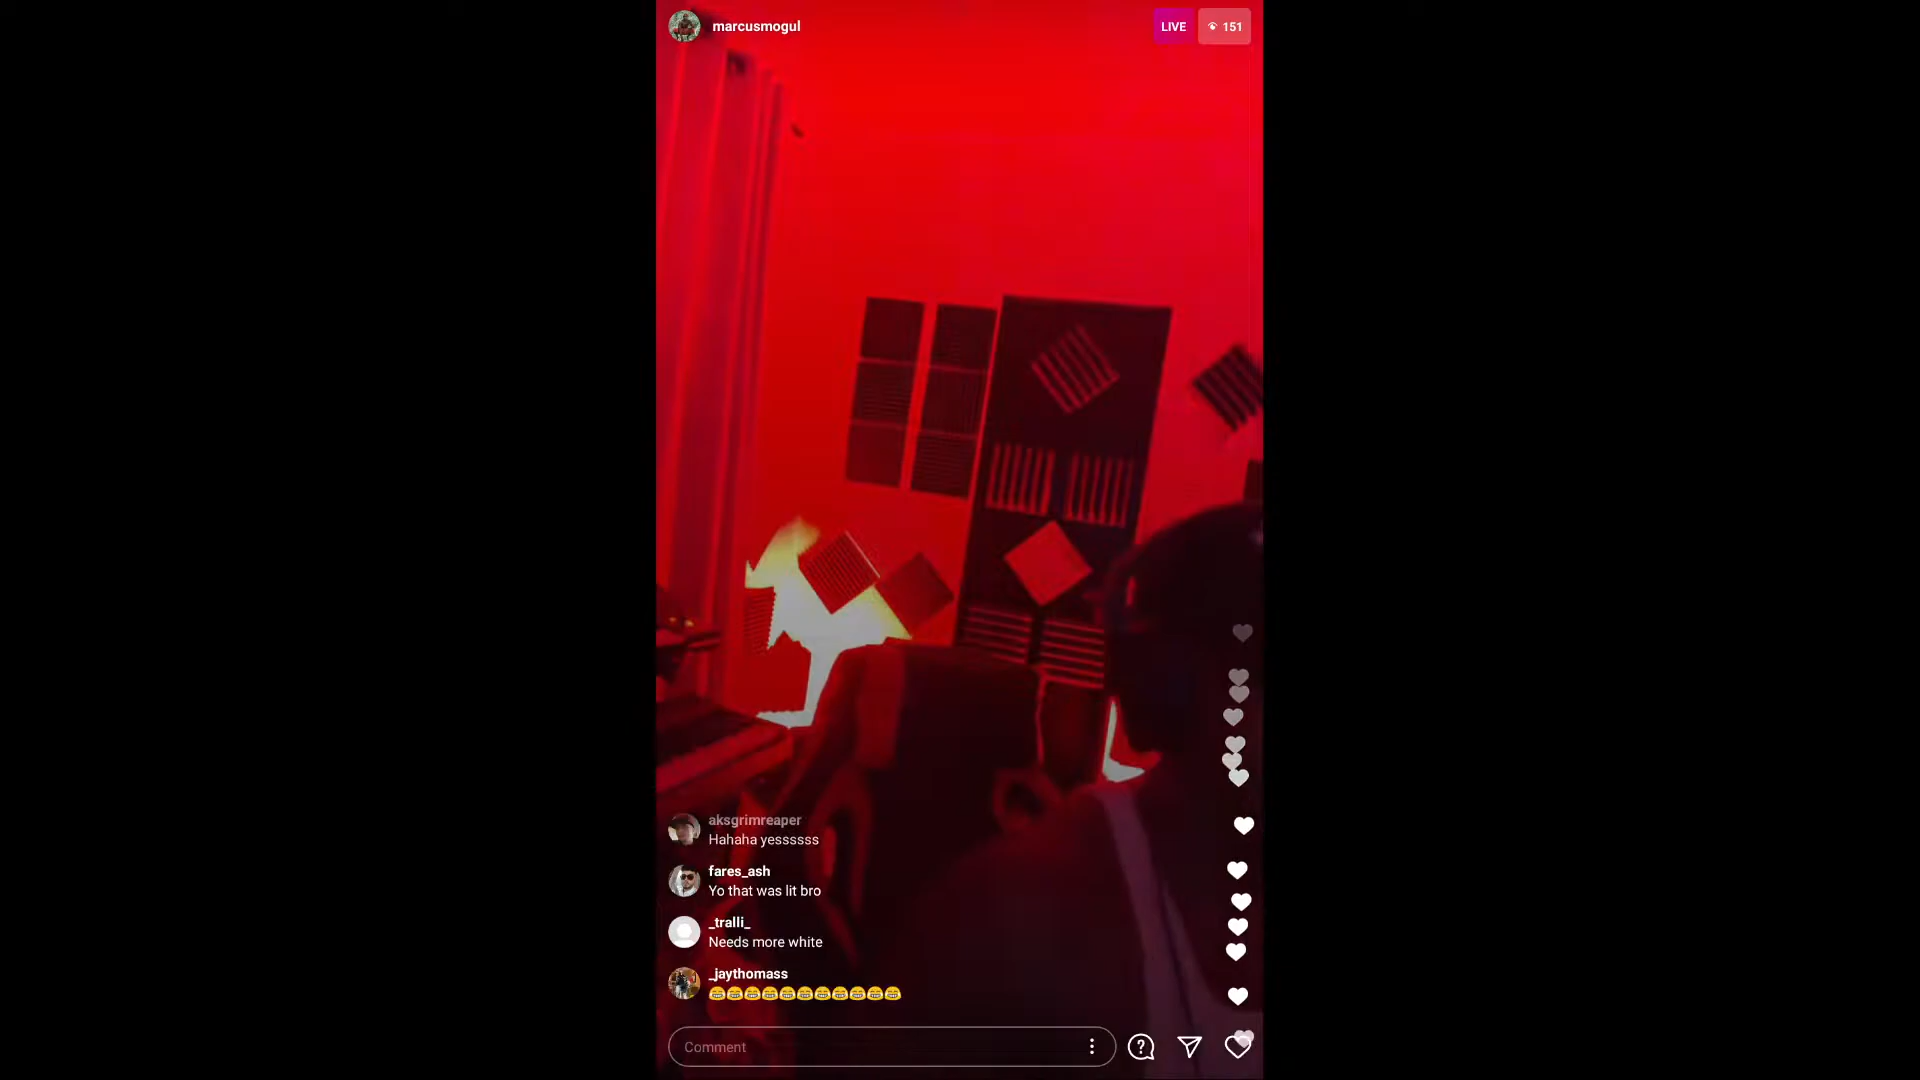 marcusmogul
LIVE
151
aksgrimreaper
Hahaha yessssss
fares_ash
Yo that was lit bro
_tralli_
Needs more white
_jaythomass
😂😂😂😂😂😂😂😂😂😂😂
Comment